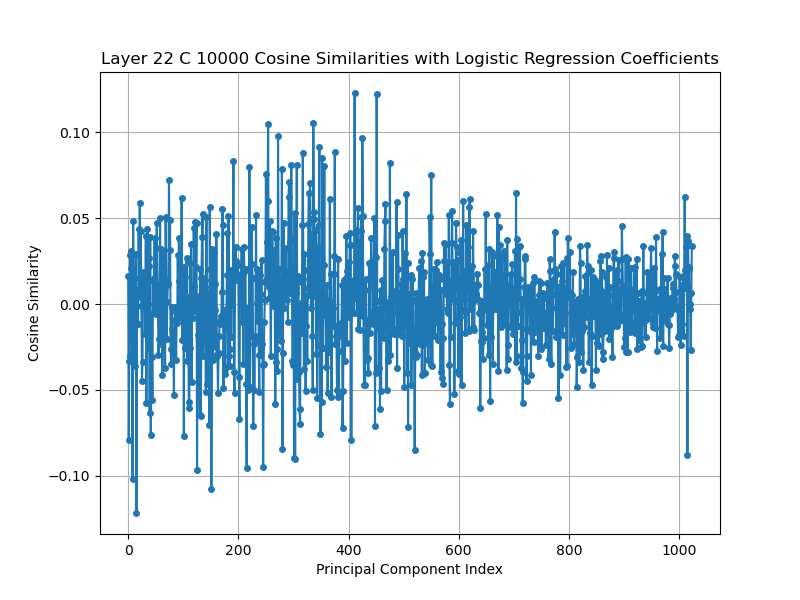 Layer 22 C 10000 Cosine Similarities with Logistic Regression Coefficients
0.10
0.05
0.00
−0.05
−0.10
Cosine Similarity
0 200 400 600 800 1000
Principal Component Index